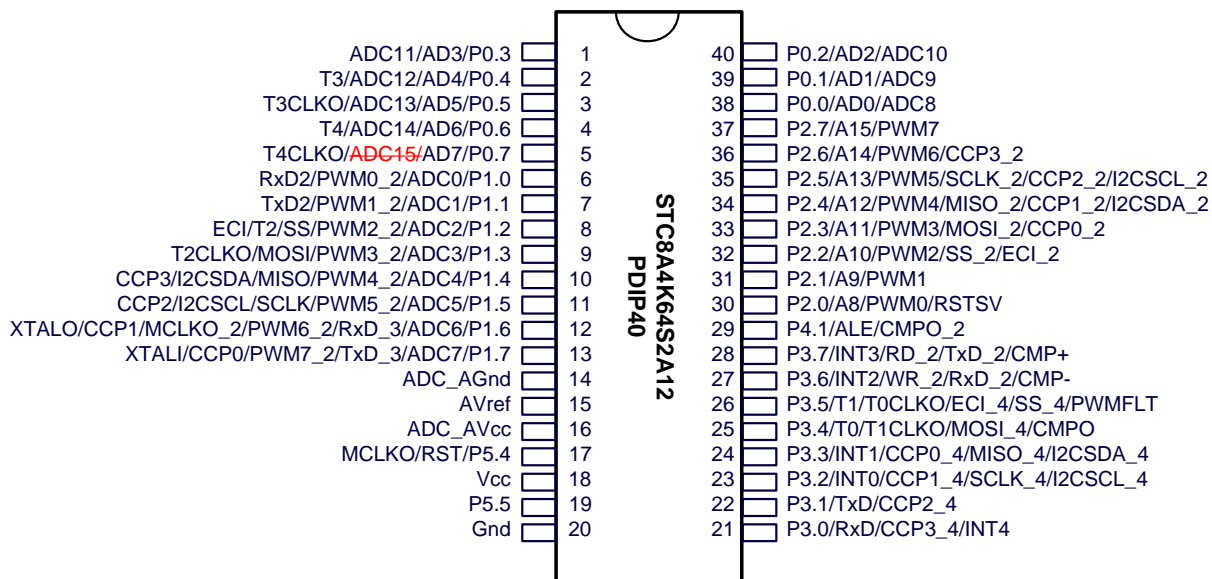 ADC11/AD3/P0.3 1 40 P0.2/AD2/ADC10
T3/ADC12/AD4/P0.4 2 39 P0.1/AD1/ADC9
T3CLKO/ADC13/AD5/P0.5 3 38 P0.0/AD0/ADC8
T4/ADC14/AD6/P0.6 4 37 P2.7/A15/PWM7
T4CLKO/ADC15/AD7/P0.7 5 36 P2.6/A14/PWM6/CCP3_2
RxD2/PWM0_2/ADC0/P1.0 6 35 P2.5/A13/PWM5/SCLK_2/CCP2_2/I2CSCL_2
TxD2/PWM1_2/ADC1/P1.1 7 34 P2.4/A12/PWM4/MISO_2/CCP1_2/I2CSDA_2
ECI/T2/SS/PWM2_2/ADC2/P1.2 8 33 P2.3/A11/PWM3/MOSI_2/CCP0_2
T2CLKO/MOSI/PWM3_2/ADC3/P1.3 9 32 P2.2/A10/PWM2/SS_2/ECI_2
CCP3/I2CSDA/MISO/PWM4_2/ADC4/P1.4 10 31 P2.1/A9/PWM1
CCP2/I2CSCL/SCLK/PWM5_2/ADC5/P1.5 11 30 P2.0/A8/PWM0/RSTSV
XTALO/CCP1/MCLKO_2/PWM6_2/RxD_3/ADC6/P1.6 12 29 P4.1/ALE/CMPO_2
XTALI/CCP0/PWM7_2/TxD_3/ADC7/P1.7 13 28 P3.7/INT3/RD_2/TxD_2/CMP+
ADC_AGnd 14 27 P3.6/INT2/WR_2/RxD_2/CMP-
AVref 15 26 P3.5/T1/T0CLKO/ECI_4/SS_4/PWMFLT
ADC_AVcc 16 25 P3.4/T0/T1CLKO/MOSI_4/CMPO
MCLKO/RST/P5.4 17 24 P3.3/INT1/CCP0_4/MISO_4/I2CSDA_4
Vcc 18 23 P3.2/INT0/CCP1_4/SCLK_4/I2CSCL_4
P5.5 19 22 P3.1/TxD/CCP2_4
Gnd 20 21 P3.0/RxD/CCP3_4/INT4
STC8A4K64S2A12
PDIP40